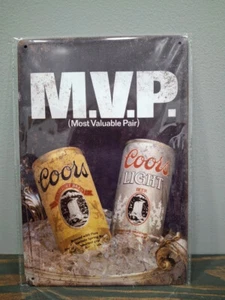 M.V.P.
(Most Valuable Pair)
Coors
Coors
LIGHT